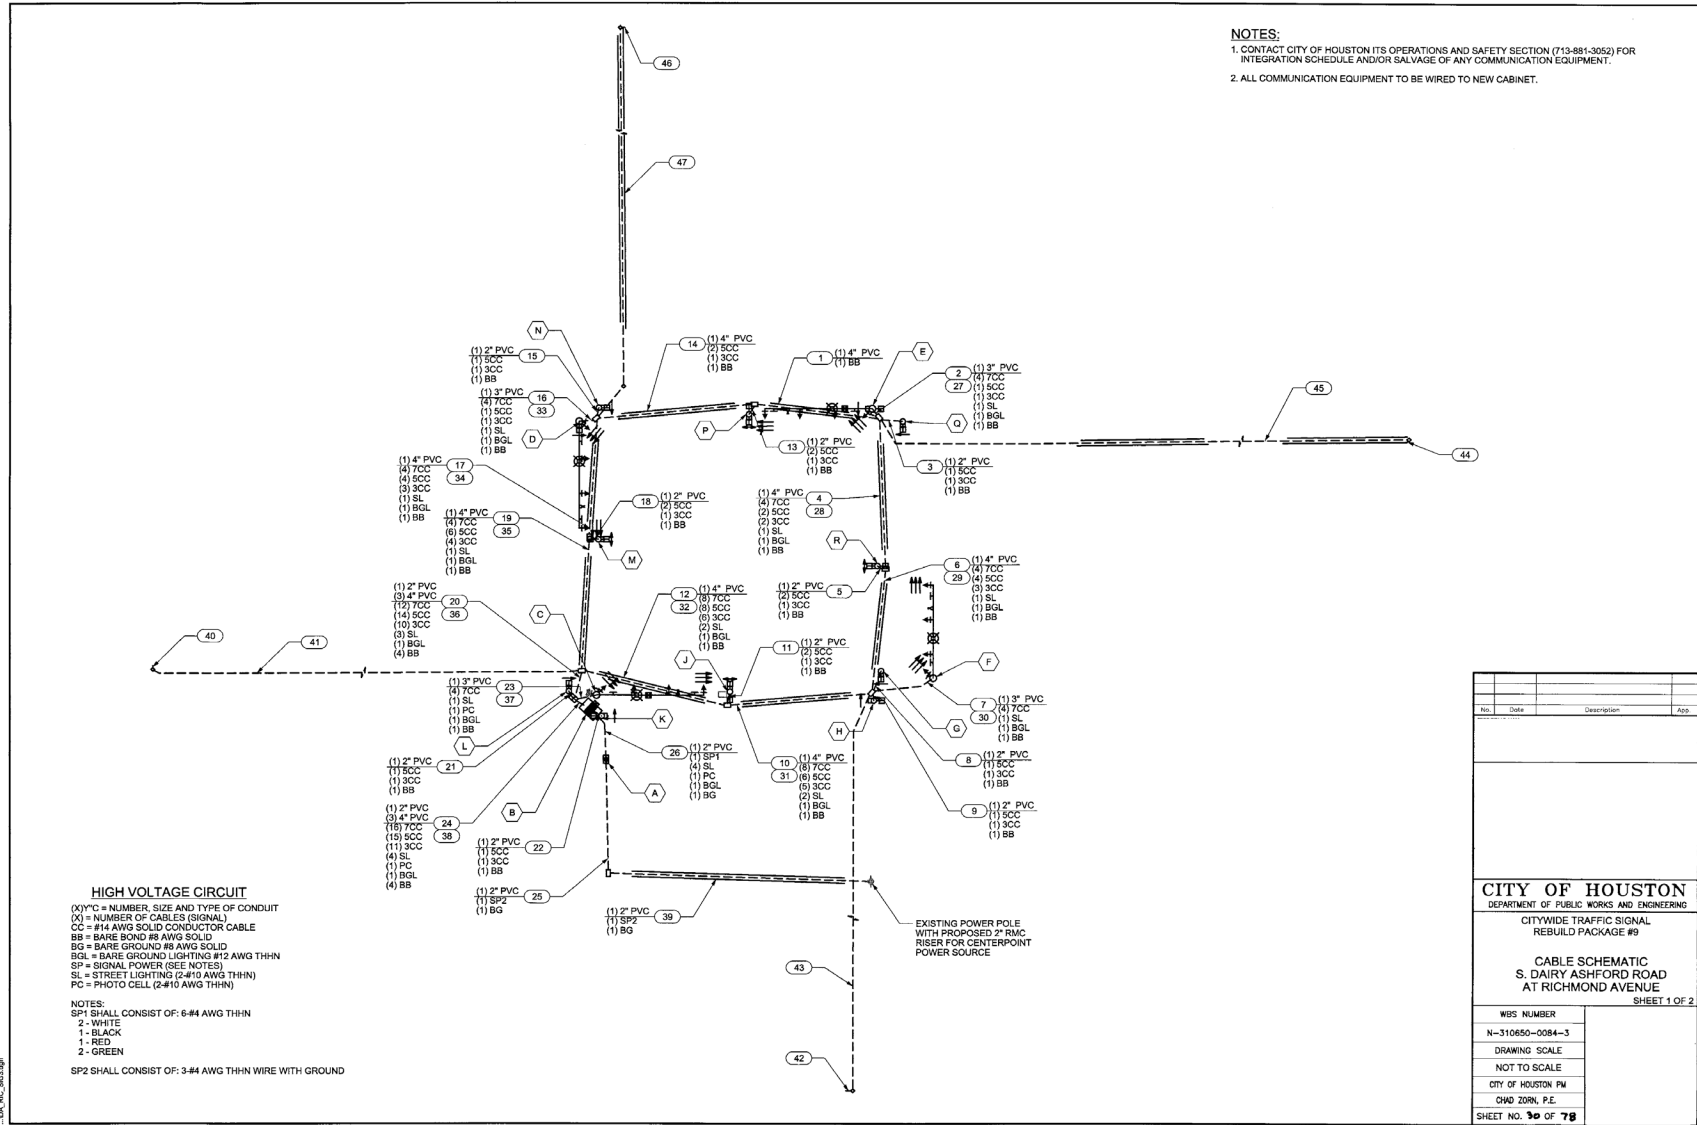 NOTES:
1. CONTACT CITY OF HOUSTON ITS OPERATIONS AND SAFETY SECTION (713-881-3052) FOR
INTEGRATION SCHEDULE AND/OR SALVAGE OF ANY COMMUNICATION EQUIPMENT.
2. ALL COMMUNICATION EQUIPMENT TO BE WIRED TO NEW CABINET.
46
47
N
15
(1) 2" PVC
(1) 5CC
(1) 3CC
(1) BB
14
(1) 4" PVC
(2) 5CC
(1) 3CC
(1) BB
1
(1) 4" PVC
(1) BB
E
2
27
(1) 3" PVC
(4) 7CC
(1) 5CC
(1) 3CC
(1) SL
(1) BGL
(1) BB
45
16
33
(1) 3" PVC
(4) 7CC
(1) 5CC
(1) 3CC
(1) SL
(1) BGL
(1) BB
D
P
Q
13
(1) 2" PVC
(2) 5CC
(1) 3CC
(1) BB
3
(1) 2" PVC
(1) 5CC
(1) 3CC
(1) BB
44
17
34
(1) 4" PVC
(4) 7CC
(4) 5CC
(3) 3CC
(1) SL
(1) BGL
(1) BB
18
(1) 2" PVC
(2) 5CC
(1) 3CC
(1) BB
4
28
(1) 4" PVC
(4) 7CC
(2) 5CC
(2) 3CC
(1) SL
(1) BGL
(1) BB
19
35
(1) 4" PVC
(4) 7CC
(6) 5CC
(4) 3CC
(1) SL
(1) BGL
(1) BB
M
R
6
29
(1) 4" PVC
(4) 7CC
(4) 5CC
(3) 3CC
(1) SL
(1) BGL
(1) BB
20
36
(1) 2" PVC
(3) 4" PVC
(12) 7CC
(14) 5CC
(10) 3CC
(3) SL
(1) BGL
(4) BB
C
12
32
(1) 4" PVC
(8) 7CC
(8) 5CC
(6) 3CC
(2) SL
(1) BGL
(1) BB
5
(1) 2" PVC
(2) 5CC
(1) 3CC
(1) BB
40
41
J
11
(1) 2" PVC
(2) 5CC
(1) 3CC
(1) BB
F
23
37
(1) 3" PVC
(4) 7CC
(1) SL
(1) PC
(1) BGL
(1) BB
7
30
(1) 3" PVC
(4) 7CC
(1) SL
(1) BGL
(1) BB
K
H
G
L
21
(1) 2" PVC
(1) 5CC
(1) 3CC
(1) BB
26
(1) 2" PVC
(1) SP1
(4) SL
(1) PC
(1) BGL
(1) BG
10
31
(1) 4" PVC
(8) 7CC
(6) 5CC
(5) 3CC
(2) SL
(1) BGL
(1) BB
8
(1) 2" PVC
(1) 5CC
(1) 3CC
(1) BB
A
B
9
(1) 2" PVC
(1) 5CC
(1) 3CC
(1) BB
24
38
(1) 2" PVC
(3) 4" PVC
(16) 7CC
(15) 5CC
(11) 3CC
(4) SL
(1) PC
(1) BGL
(4) BB
22
(1) 2" PVC
(1) 5CC
(1) 3CC
(1) BB
25
(1) 2" PVC
(1) SP2
(1) BG
39
(1) 2" PVC
(1) SP2
(1) BG
EXISTING POWER POLE
WITH PROPOSED 2" RMC
RISER FOR CENTERPOINT
POWER SOURCE
43
42
HIGH VOLTAGE CIRCUIT
(X)Y"C = NUMBER, SIZE AND TYPE OF CONDUIT
(X) = NUMBER OF CABLES (SIGNAL)
CC = #14 AWG SOLID CONDUCTOR CABLE
BB = BARE BOND #8 AWG SOLID
BG = BARE GROUND #8 AWG SOLID
BGL = BARE GROUND LIGHTING #12 AWG THHN
SP = SIGNAL POWER (SEE NOTES)
SL = STREET LIGHTING (2-#10 AWG THHN)
PC = PHOTO CELL (2-#10 AWG THHN)
NOTES:
SP1 SHALL CONSIST OF: 6-#4 AWG THHN
2 - WHITE
1 - BLACK
1 - RED
2 - GREEN
SP2 SHALL CONSIST OF: 3-#4 AWG THHN WIRE WITH GROUND
No. Date Description App.
CITY OF HOUSTON
DEPARTMENT OF PUBLIC WORKS AND ENGINEERING
CITYWIDE TRAFFIC SIGNAL
REBUILD PACKAGE #9
CABLE SCHEMATIC
S. DAIRY ASHFORD ROAD
AT RICHMOND AVENUE
SHEET 1 OF 2
WBS NUMBER
N-310650-0084-3
DRAWING SCALE
NOT TO SCALE
CITY OF HOUSTON PM
CHAD ZORN, P.E.
SHEET NO. 30 OF 78